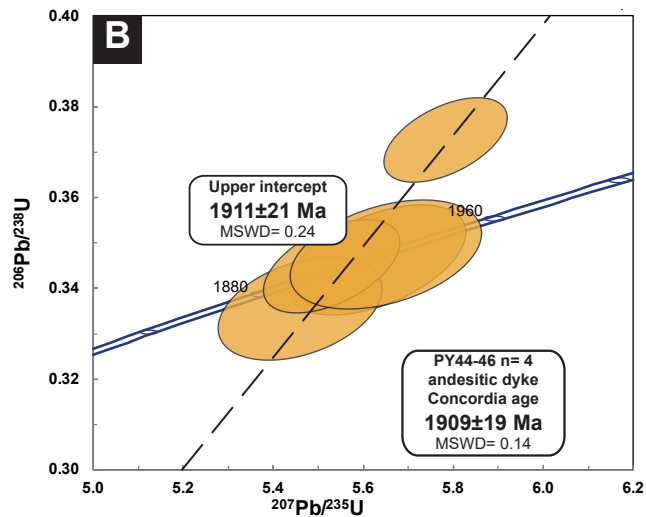 B
0.40
0.38
0.36
0.34
0.32
0.30
206Pb/238U
Upper intercept
1911±21 Ma
MSWD= 0.24
1960
1880
PY44-46 n= 4
andesitic dyke
Concordia age
1909±19 Ma
MSWD= 0.14
5.0 5.2 5.4 5.6 5.8 6.0 6.2
207Pb/235U